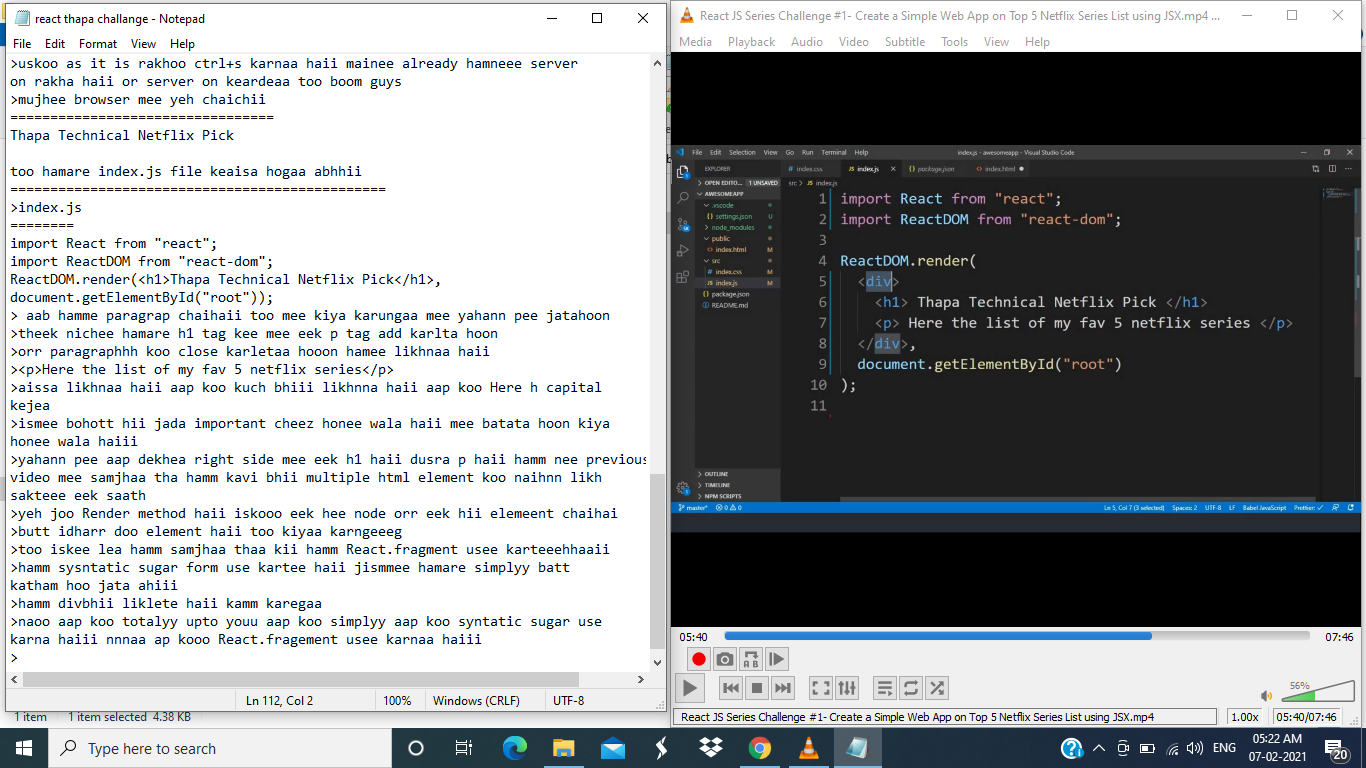 react thapa challange - Notepad
File Edit Format View Help
>uskoo as it is rakhoo ctrl+s karnaa haii mainee already hamneee server
on rakha haii or server on keardeaa too boom guys
>mujhee browser mee yeh chaichii
=================================
Thapa Technical Netflix Pick
too hamare index.js file keaisa hogaa abhhii
===============================================
>index.js
========
import React from "react";
import ReactDOM from "react-dom";
ReactDOM.render(<h1>Thapa Technical Netflix Pick</h1>,
document.getElementById("root"));
> aab hamme paragrap chaihaii too mee kiya karungaa mee yahann pee jatahoon
>theek nichee hamare h1 tag kee mee eek p tag add karlta hoon
>orr paragraphhh koo close karletaa hooon hamee likhnaa haii
><p>Here the list of my fav 5 netflix series</p>
>aissa likhnaa haii aap koo kuch bhiii likhnna haii aap koo Here h capital
kejea
>ismee bohott hii jada important cheez honee wala haii mee batata hoon kiya
honee wala haiii
>yahann pee aap dekhea right side mee eek h1 haii dusra p haii hamm nee previous
video mee samjhaa tha hamm kavi bhii multiple html element koo naihnn likh
sakteee eek saath
>yeh joo Render method haii iskooo eek hee node orr eek hii elemeent chaihai
>butt idharr doo element haii too kiyaa karngeeeg
>too iskee lea hamm samjhaa thaa kii hamm React.fragment usee karteeehhaaii
>hamm sysntatic sugar form use kartee haii jismmee hamare simplyy batt
katham hoo jata ahiii
>hamm divbhii liklete haii kamm karegaa
>naoo aap koo totalyy upto youu aap koo simplyy aap koo syntatic sugar use
karna haiii nnnaa ap kooo React.fragement usee karnaa haiii
>
Ln 112, Col 2 100% Windows (CRLF) UTF-8
1 item 1 item selected 4.38 KB
React JS Series Challenge #1- Create a Simple Web App on Top 5 Netflix Series List using JSX.mp4 ...
Media Playback Audio Video Subtitle Tools View Help
File Edit Selection View Go Run Terminal Help index.js - awesomeapp - Visual Studio Code
EXPLORER
OPEN EDITO... 1 UNSAVED
AWESOMEAPP
.vscode
settings.json U
node_modules
public
index.html M
src
index.css M
index.js M
package.json
README.md
OUTLINE
TIMELINE
NPM SCRIPTS
index.css index.js package.json index.html
src > index.js
1 import React from "react";
2 import ReactDOM from "react-dom";
3
4 ReactDOM.render(
5 <div>
6 <h1> Thapa Technical Netflix Pick </h1>
7 <p> Here the list of my fav 5 netflix series </p>
8 </div>,
9 document.getElementById("root")
10 );
11
master* 0 0 Ln 5, Col 7 (3 selected) Spaces: 2 UTF-8 LF Babel JavaScript Prettier: ✓
05:40 07:46
A B
56%
React JS Series Challenge #1- Create a Simple Web App on Top 5 Netflix Series List using JSX.mp4 1.00x 05:40/07:46
Type here to search
ENG
05:22 AM
07-02-2021
20